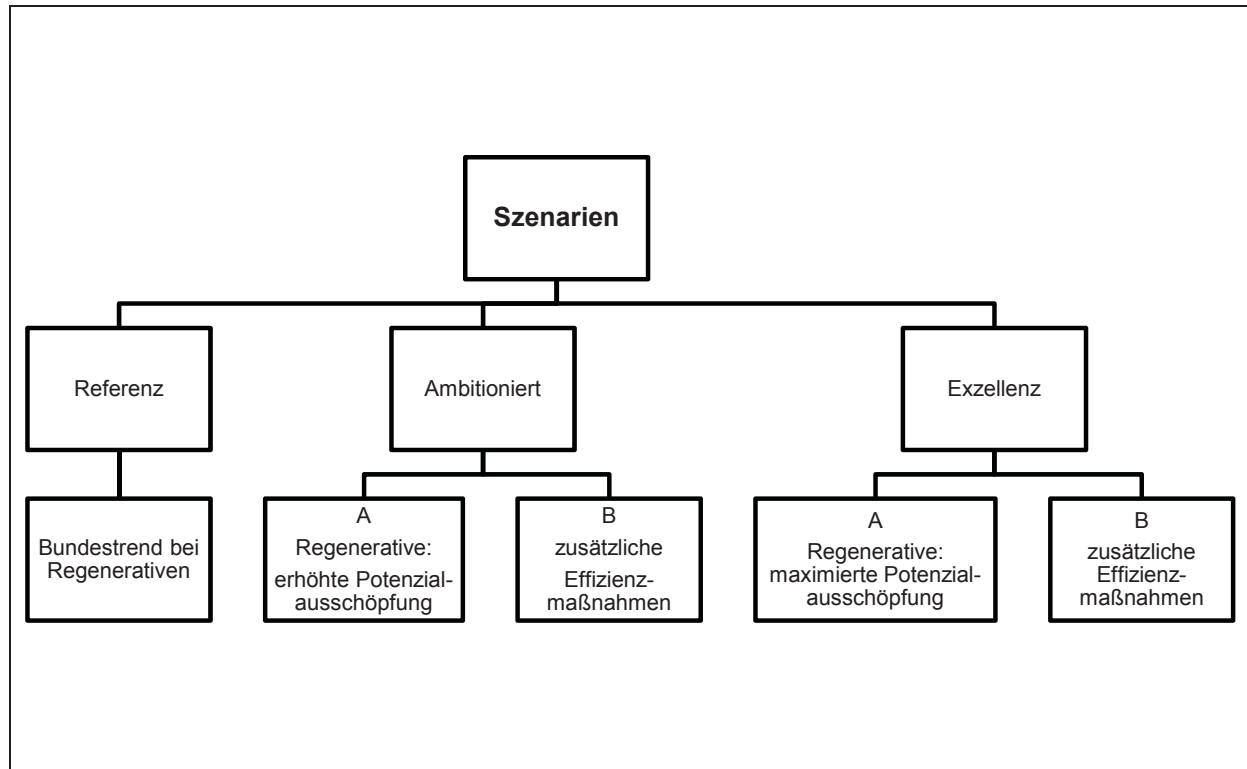 Szenarien
Referenz
Ambitioniert
Exzellenz
Bundestrend bei
Regenerativen
A
Regenerative:
erhöhte Potenzial-
ausschöpfung
B
zusätzliche
Effizienz-
maßnahmen
A
Regenerative:
maximierte Potenzial-
ausschöpfung
B
zusätzliche
Effizienz-
maßnahmen